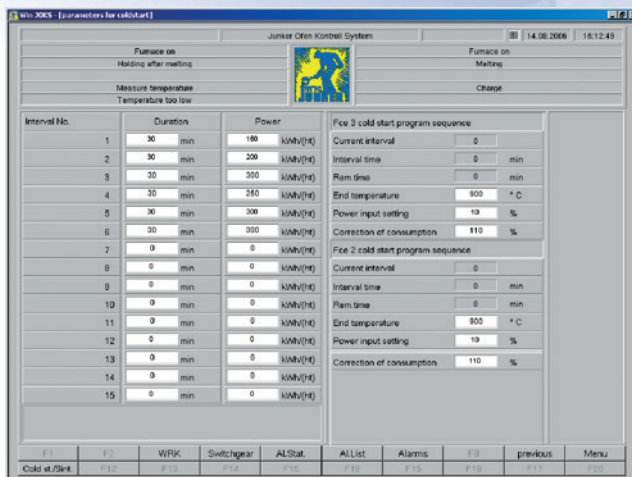 Win JOKS - [parameters for coldstart]
Junker Ofen Kontroll System 14.08.2006 16:12:49
Furnace on Furnace on
Holding after melting Melting
Measure temperature Charge
Temperature too low
JUNKER
Interval No. Duration Power Fce 3 cold start program sequence
1 30 min 160 kWh/(ht) Current interval 0
2 30 min 200 kWh/(ht) Interval time 0 min
3 30 min 300 kWh/(ht) Rem.time 0 min
4 30 min 250 kWh/(ht) End temperature 900 °C
5 30 min 300 kWh/(ht) Power input setting 10 %
6 30 min 300 kWh/(ht) Correction of consumption 110 %
7 0 min 0 kWh/(ht) Fce 2 cold start program sequence
8 0 min 0 kWh/(ht) Current interval 0
9 0 min 0 kWh/(ht) Interval time 0 min
10 0 min 0 kWh/(ht) Rem.time 0 min
11 0 min 0 kWh/(ht) End temperature 900 °C
12 0 min 0 kWh/(ht) Power input setting 10 %
13 0 min 0 kWh/(ht) Correction of consumption 110 %
14 0 min 0 kWh/(ht)
15 0 min 0 kWh/(ht)
F1 F2 WRK Switchgear Al.Stat. Al.List Alarms F8 previous Menu
Cold st./Sint. F12 F13 F14 F15 F16 F15 F18 F17 F20